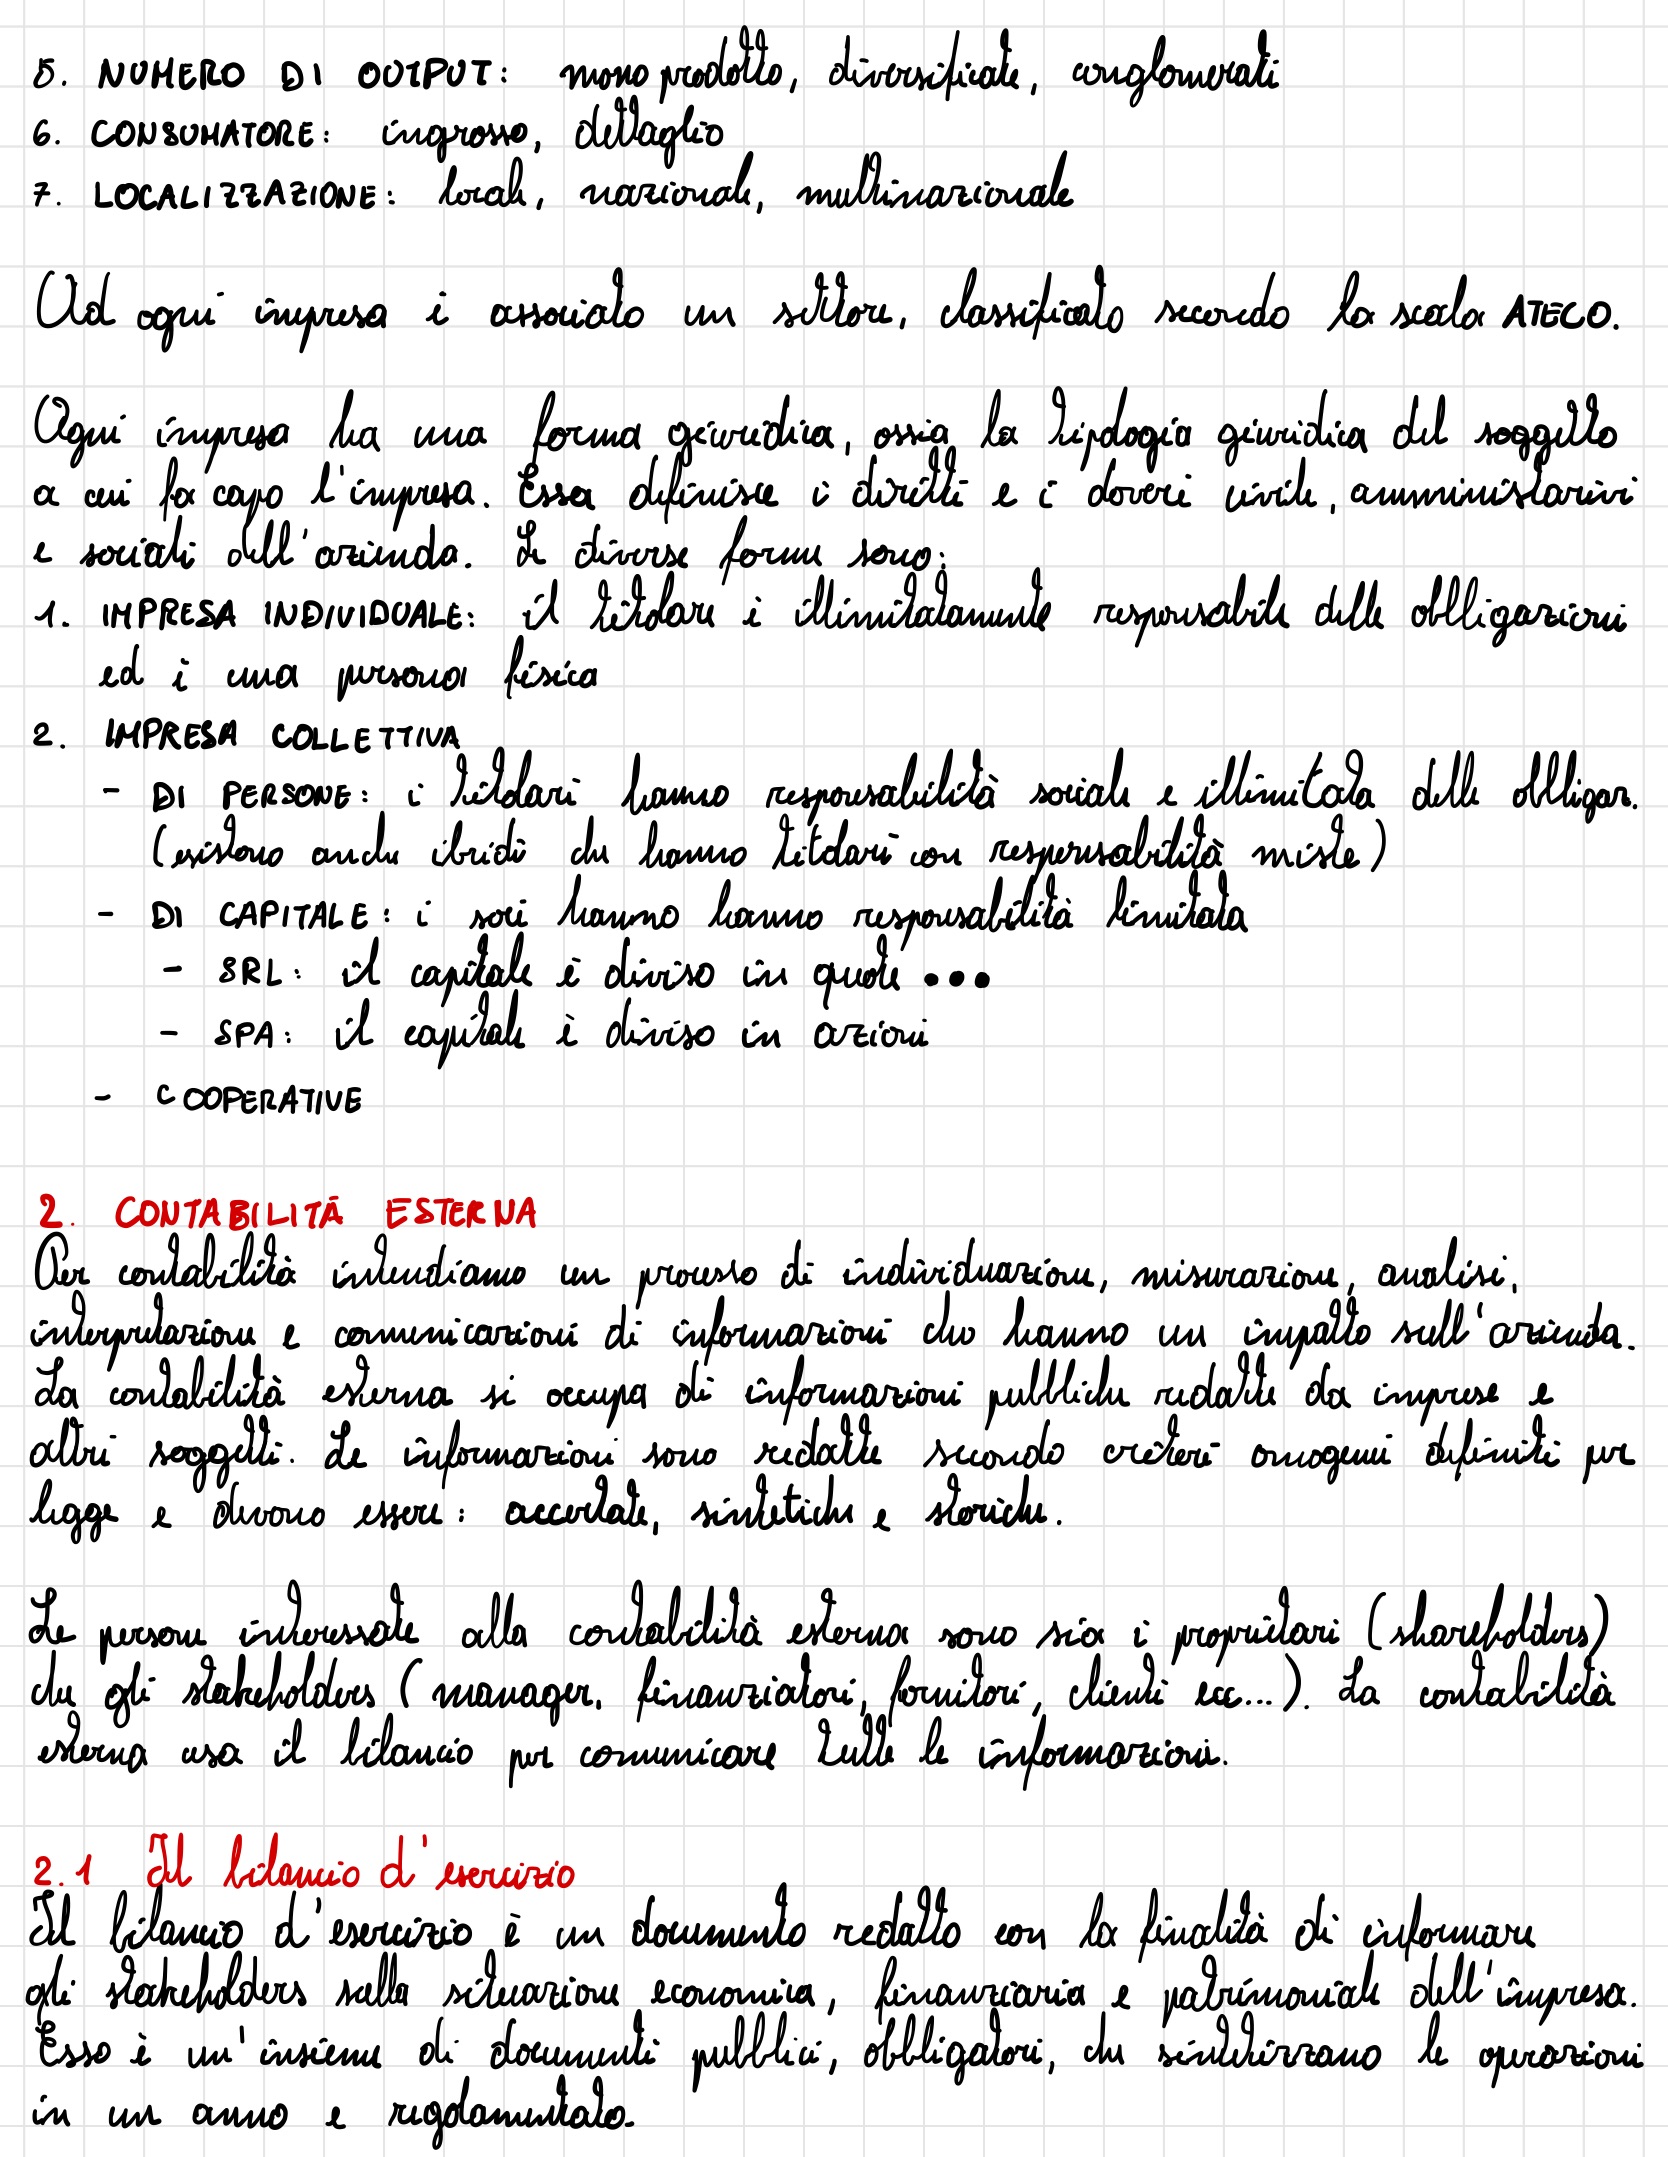 5. NUMERO DI OUTPUT: mono prodotto, diversificate, conglomerati
6. CONSUMATORE: ingrosso, dettaglio
7. LOCALIZZAZIONE: locale, nazionale, multinazionale
Ad ogni impresa è associato un settore, classificato secondo la scala ATECO.
Ogni impresa ha una forma giuridica, ossia la tipologia giuridica del soggetto
a cui fa capo l'impresa. Essa definisce i diritti e i doveri civile, amministarivi
e sociali dell'azienda. Le diverse forme sono:
1. IMPRESA INDIVIDUALE: il titolare è illimitatamente responsabile delle obbligazioni
ed è una persona fisica
2. IMPRESA COLLETTIVA
- DI PERSONE: i titolari hanno responsabilità sociale e illimitata delle obbligaz.
(esistono anche ibridi che hanno titolari con responsabilità miste)
- DI CAPITALE: i soci hanno hanno responsabilità limitata
- SRL: il capitale è diviso in quote •••
- SPA: il capitale è diviso in azioni
- COOPERATIVE
2. CONTABILITÀ ESTERNA
Per contabilità intendiamo un processo di individuazione, misurazione, analisi,
interpretazione e comunicazioni di informazioni che hanno un impatto sull'azienda.
La contabilità esterna si occupa di informazioni pubbliche redatte da imprese e
altri soggetti. Le informazioni sono redatte secondo criteri omogenei definiti per
legge e devono essere: accertate, sintetiche e storiche.
Le persone interessate alla contabilità esterna sono sia i proprietari (shareholders)
che gli stakeholders (manager, finanziatori, fornitori, clienti ecc...). La contabilità
esterna usa il bilancio per comunicare tutte le informazioni.
2.1 Il bilancio d'esercizio
Il bilancio d'esercizio è un documento redatto con la finalità di informare
gli stakeholders sulla situazione economica, finanziaria e patrimoniale dell'impresa.
Esso è un'insieme di documenti pubblici, obbligatori, che sintetizzano le operazioni
in un anno e regolamentato.